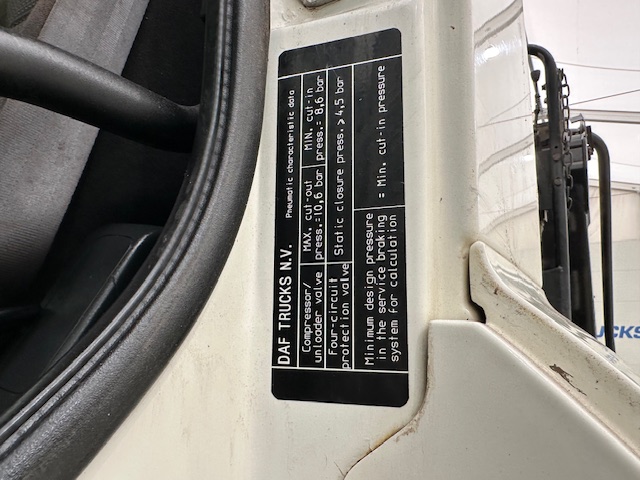 DAF TRUCKS N.V. Pneumatic characteristic data
Compressor/ MAX. cut-out MIN. cut-in
unloader valve press.=10,6 bar press.= 8,6 bar
Four-circuit Static closure press.> 4,5 bar
protection valve
Minimum design pressure
in the service braking = Min. cut-in pressure
system for calculation
RUCKS